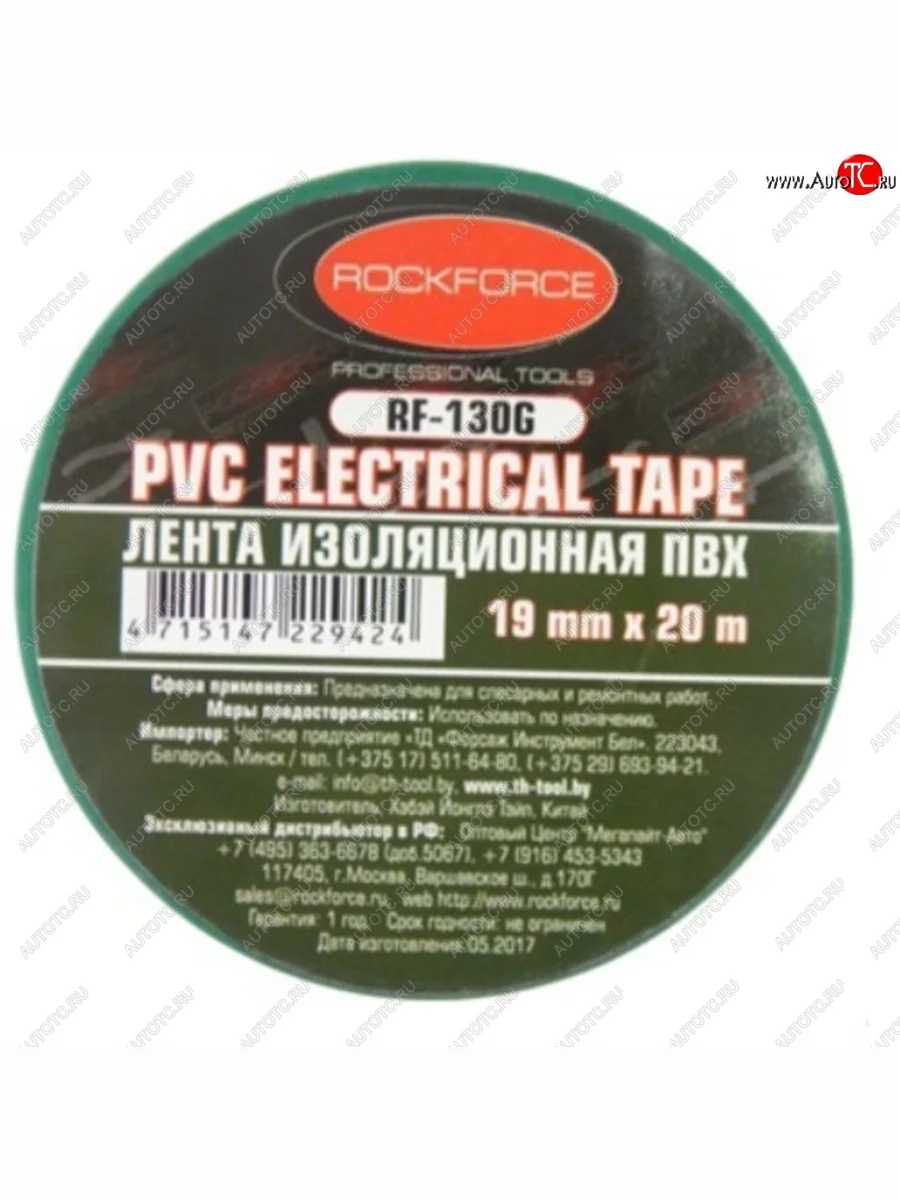 www.AutoTC.RU
ROCKFORCE
PROFESSIONAL TOOLS
RF-130G
PVC ELECTRICAL TAPE
ЛЕНТА ИЗОЛЯЦИОННАЯ ПВХ
4 715147 229424
19 mm x 20 m
Сфера применения: Предназначена для слесарных и ремонтных работ.
Меры предосторожности: Использовать по назначению.
Импортер: Частное предприятие «ТД «Форсаж Инструмент Бел». 223043,
Беларусь, Минск / тел. (+375 17) 511-64-80, (+375 29) 693-94-21.
e-mail: info@th-tool.by, www.th-tool.by
Изготовитель: Хабэй Йонгло Тэйп, Китай
Эксклюзивный дистрибьютор в РФ: Оптовый Центр "Мегалайт-Авто"
+7 (495) 363-6678 (доб.5067), +7 (916) 453-5343
117405, г.Москва, Варшавское ш., д.170Г
sales@rockforce.ru, web http://www.rockforce.ru
Гарантия: 1 год Срок годности: не ограничен
Дата изготовления:05.2017
AUTOTC.RU